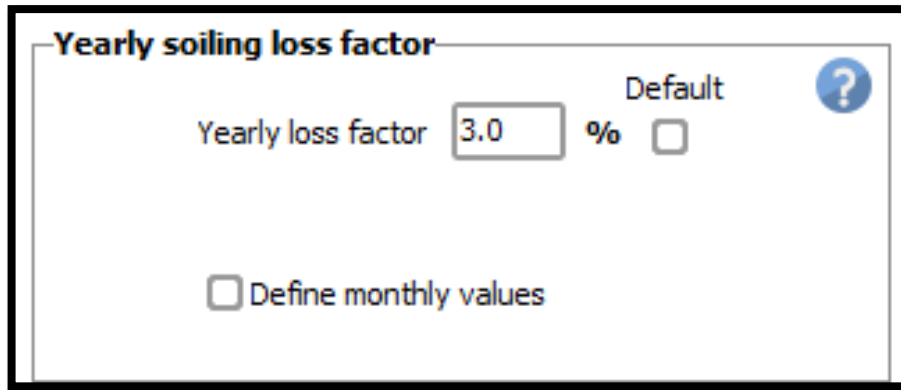 Yearly soiling loss factor
Default
?
Yearly loss factor 3.0 %
Define monthly values